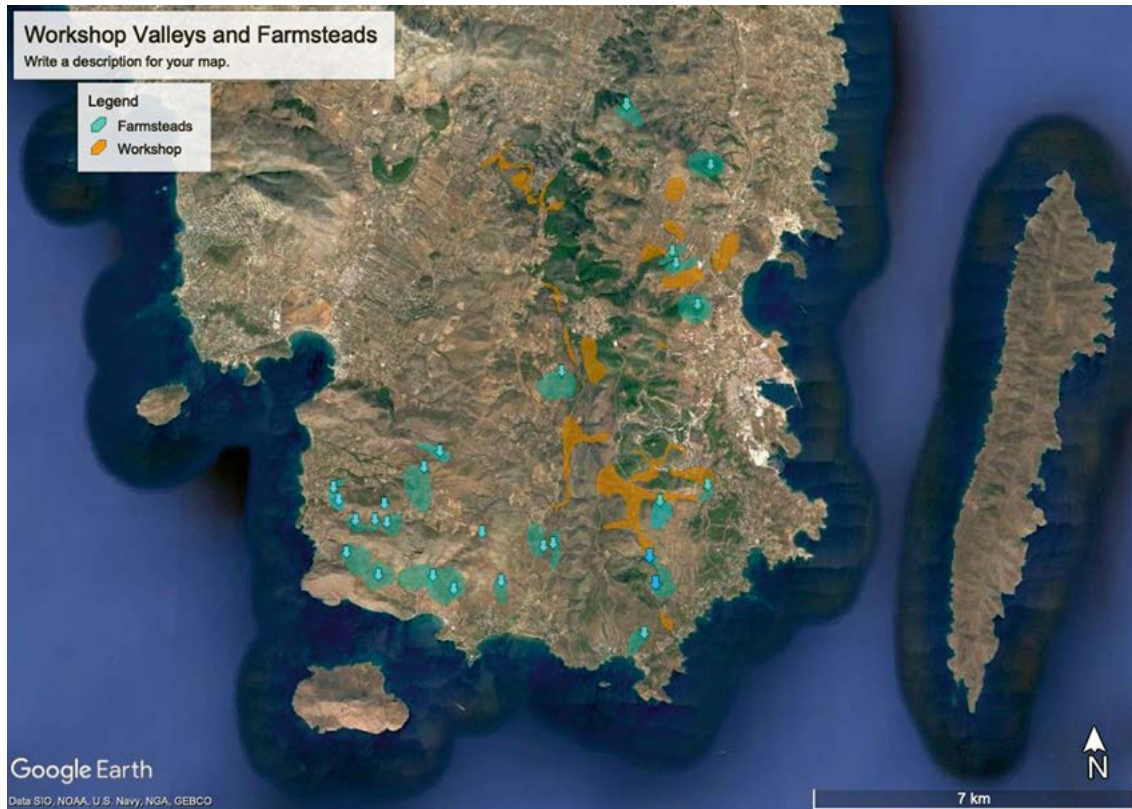 Workshop Valleys and Farmsteads
Write a description for your map.
Legend
Farmsteads
Workshop
Google Earth
Data SIO, NOAA, U.S. Navy, NGA, GEBCO
N
7 km